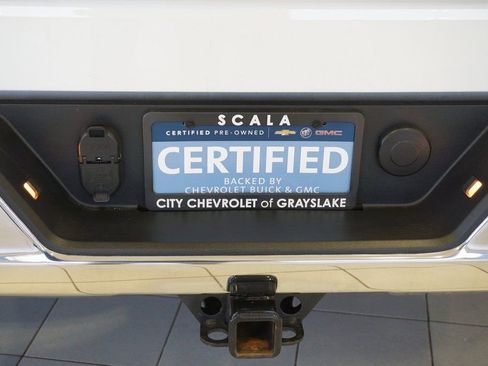 SCALA
CERTIFIED PRE-OWNED GMC
CERTIFIED
BACKED BY
CHEVROLET BUICK & GMC
CITY CHEVROLET of GRAYSLAKE